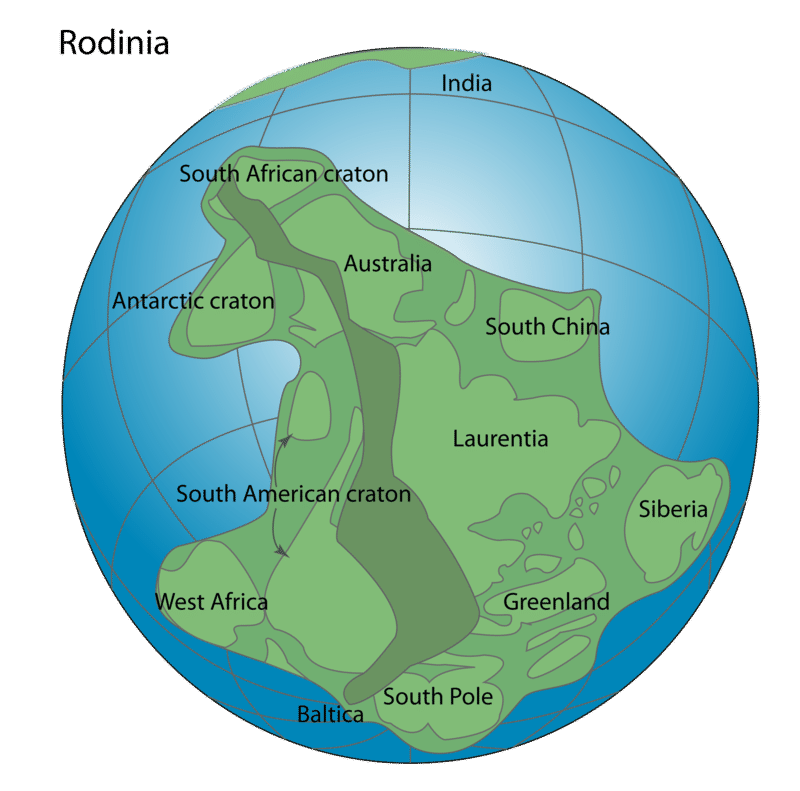 Rodinia
India
South African craton
Australia
Antarctic craton
South China
Laurentia
South American craton
Siberia
West Africa
Greenland
South Pole
Baltica